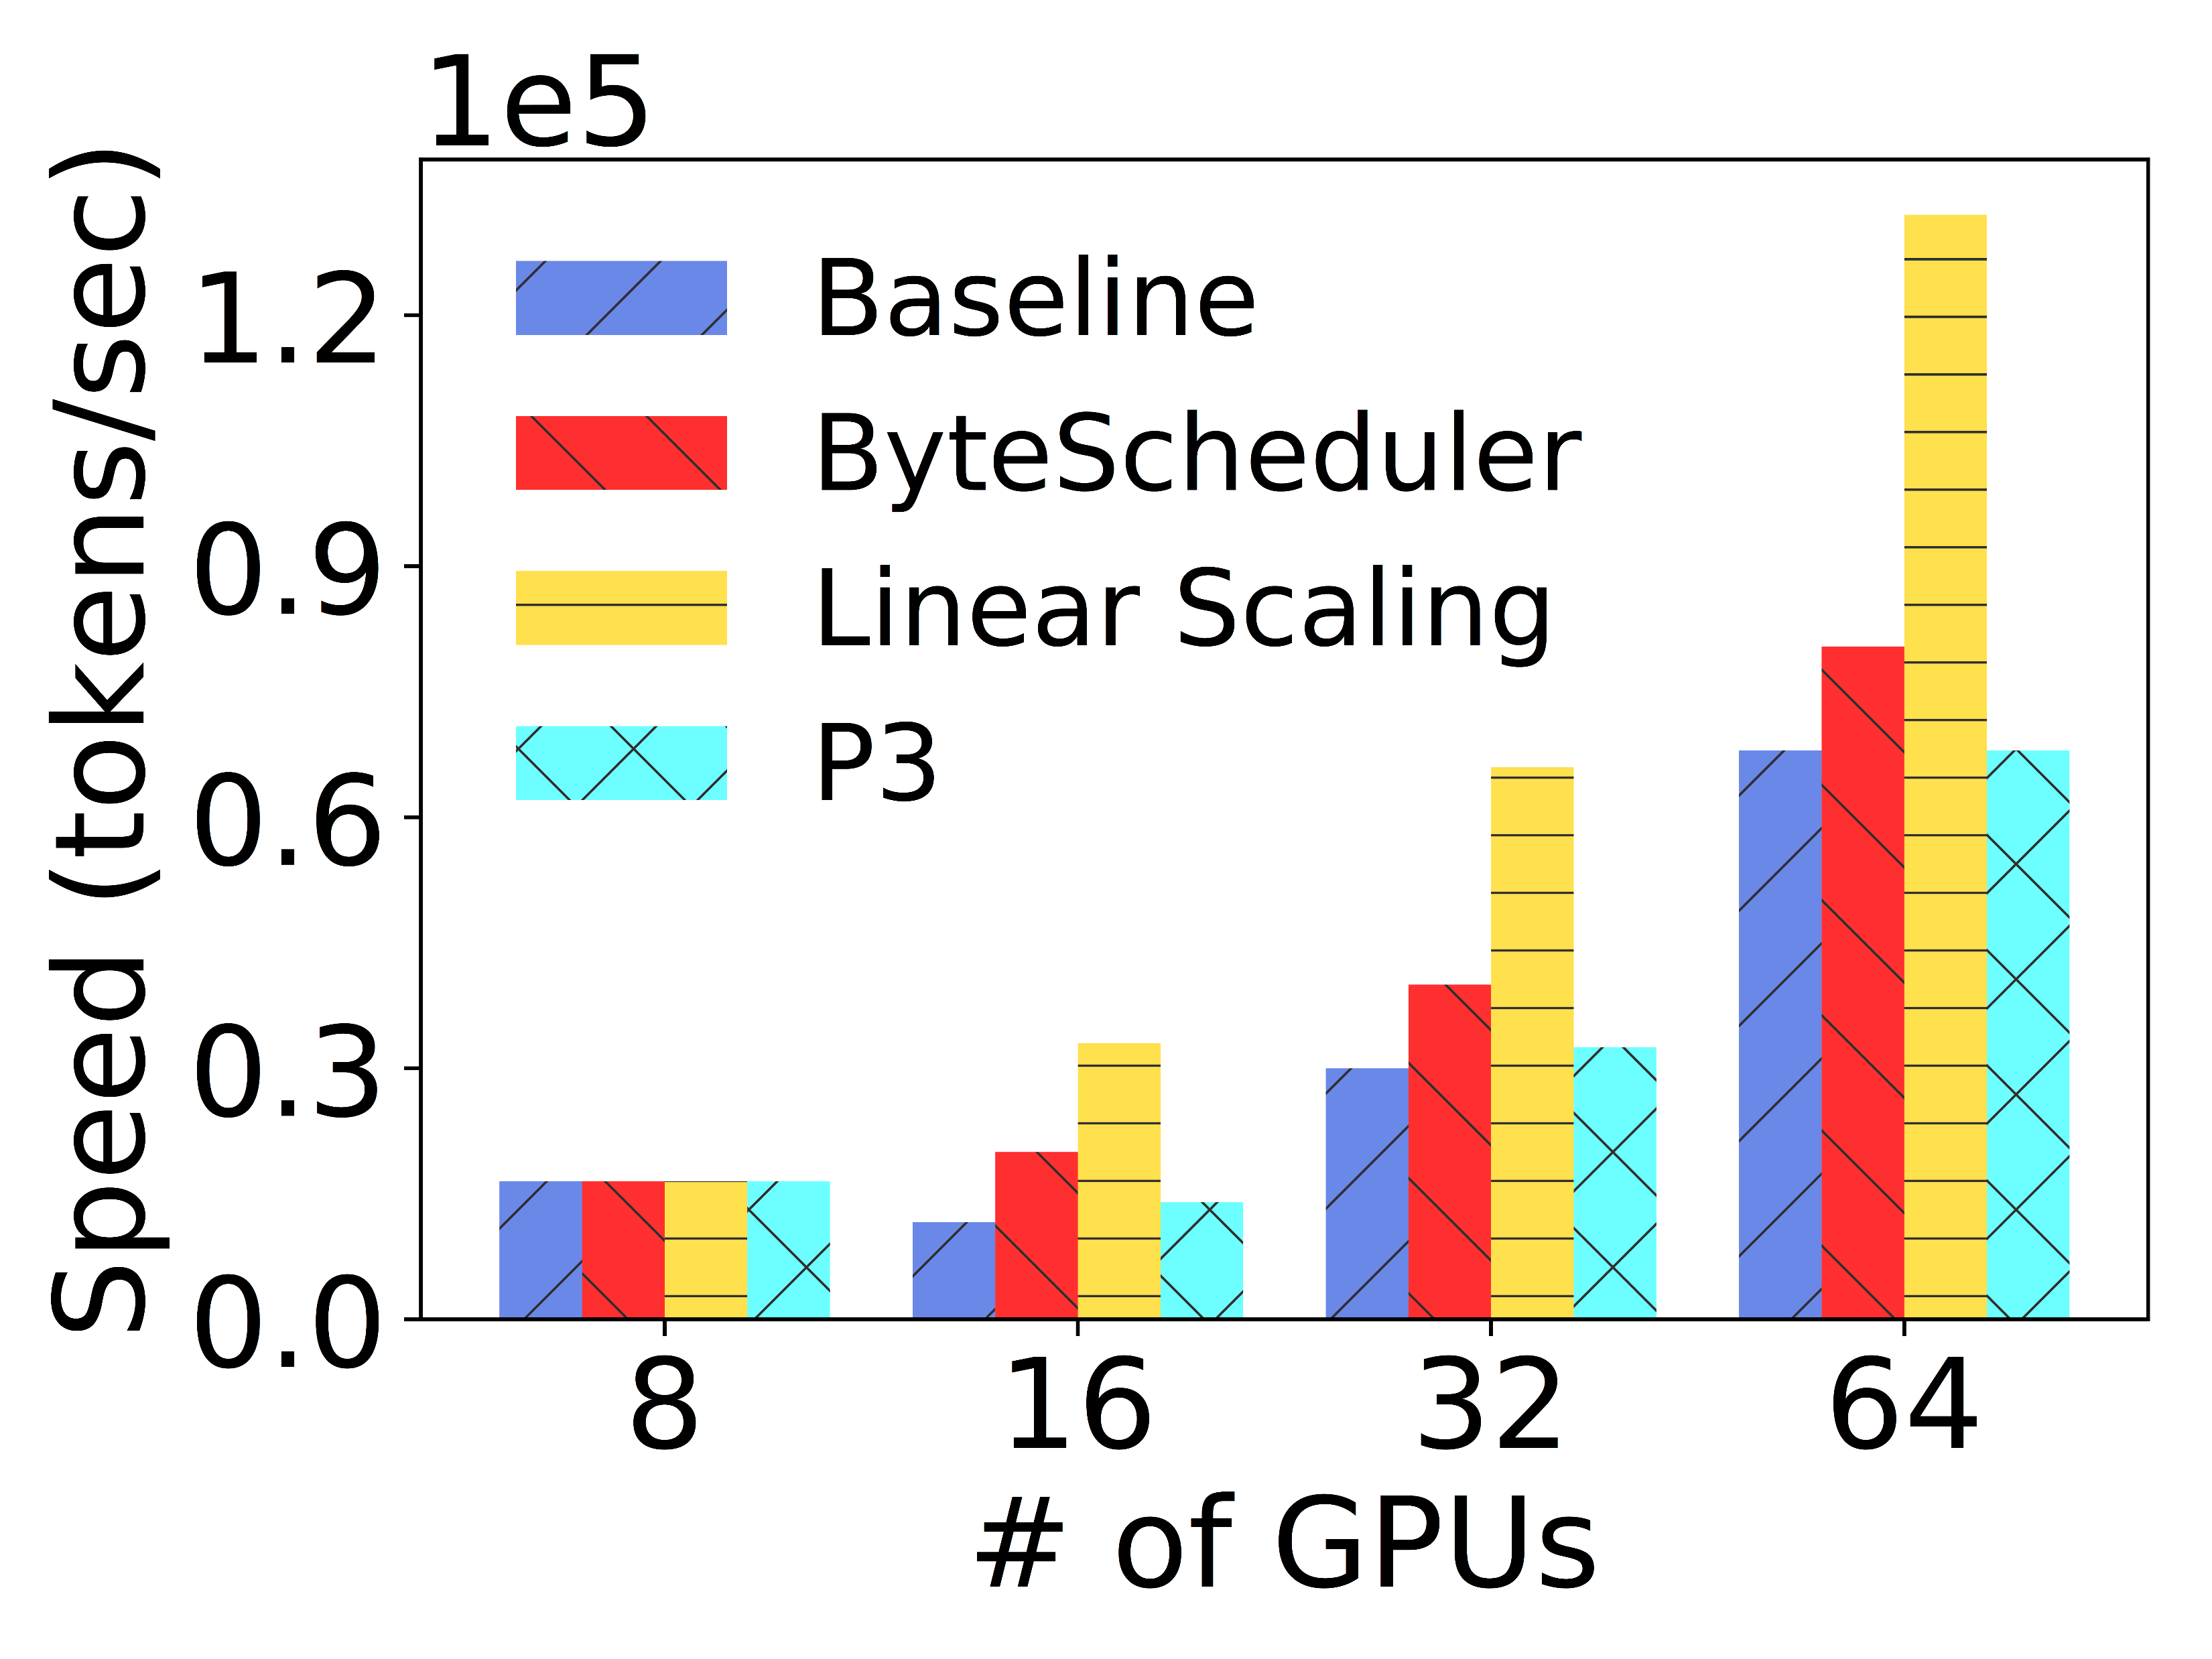 1e5
Speed (tokens/sec)
1.2
0.9
0.6
0.3
0.0
Baseline
ByteScheduler
Linear Scaling
P3
8 16 32 64
# of GPUs